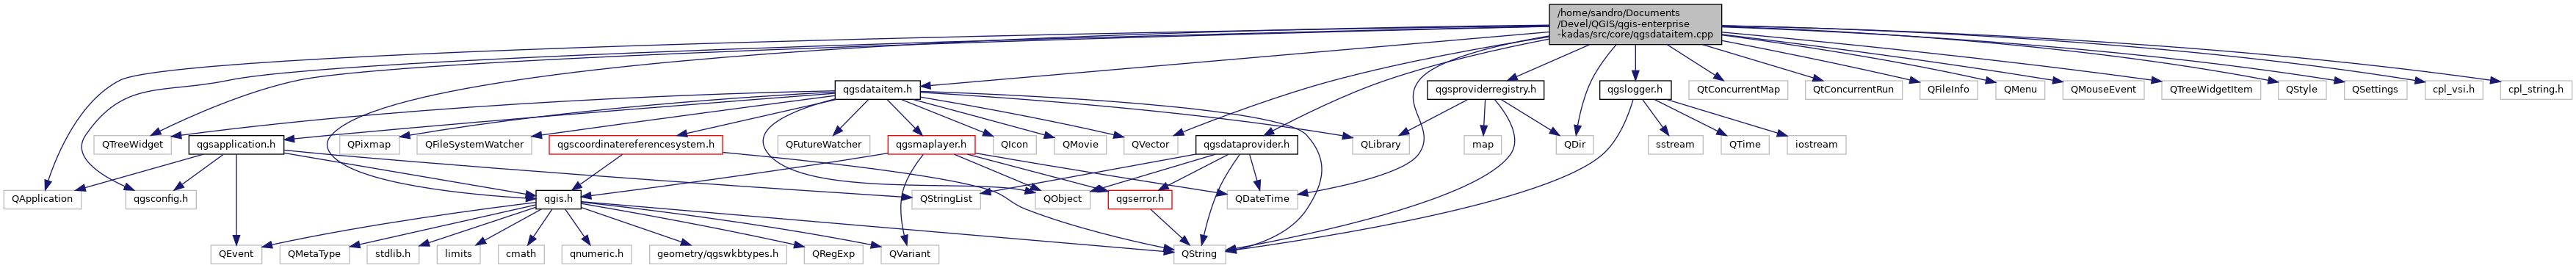 /home/sandro/Documents
/Devel/QGIS/qgis-enterprise
-kadas/src/core/qgsdataitem.cpp
qgsdataitem.h
qgsproviderregistry.h
qgslogger.h
QtConcurrentMap
QtConcurrentRun
QFileInfo
QMenu
QMouseEvent
QTreeWidgetItem
QStyle
QSettings
cpl_vsi.h
cpl_string.h
QTreeWidget
qgsapplication.h
QPixmap
QFileSystemWatcher
qgscoordinatereferencesystem.h
QFutureWatcher
qgsmaplayer.h
QIcon
QMovie
QVector
qgsdataprovider.h
QLibrary
map
QDir
sstream
QTime
iostream
QApplication
qgsconfig.h
qgis.h
QStringList
QObject
qgserror.h
QDateTime
QEvent
QMetaType
stdlib.h
limits
cmath
qnumeric.h
geometry/qgswkbtypes.h
QRegExp
QVariant
QString